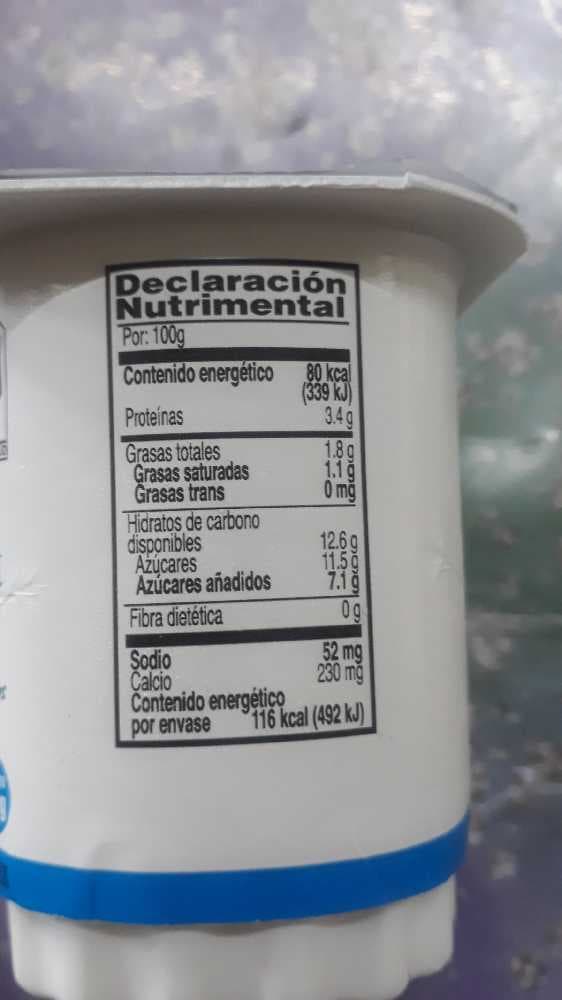 Declaración
Nutrimental
Por: 100g
Contenido energético 80 kcal
(339 kJ)
Proteínas 3.4 g
Grasas totales 1.8 g
Grasas saturadas 1.1 g
Grasas trans 0 mg
Hidratos de carbono
disponibles 12.6 g
Azúcares 11.5 g
Azúcares añadidos 7.1 g
Fibra dietética 0 g
Sodio 52 mg
Calcio 230 mg
Contenido energético
por envase 116 kcal (492 kJ)